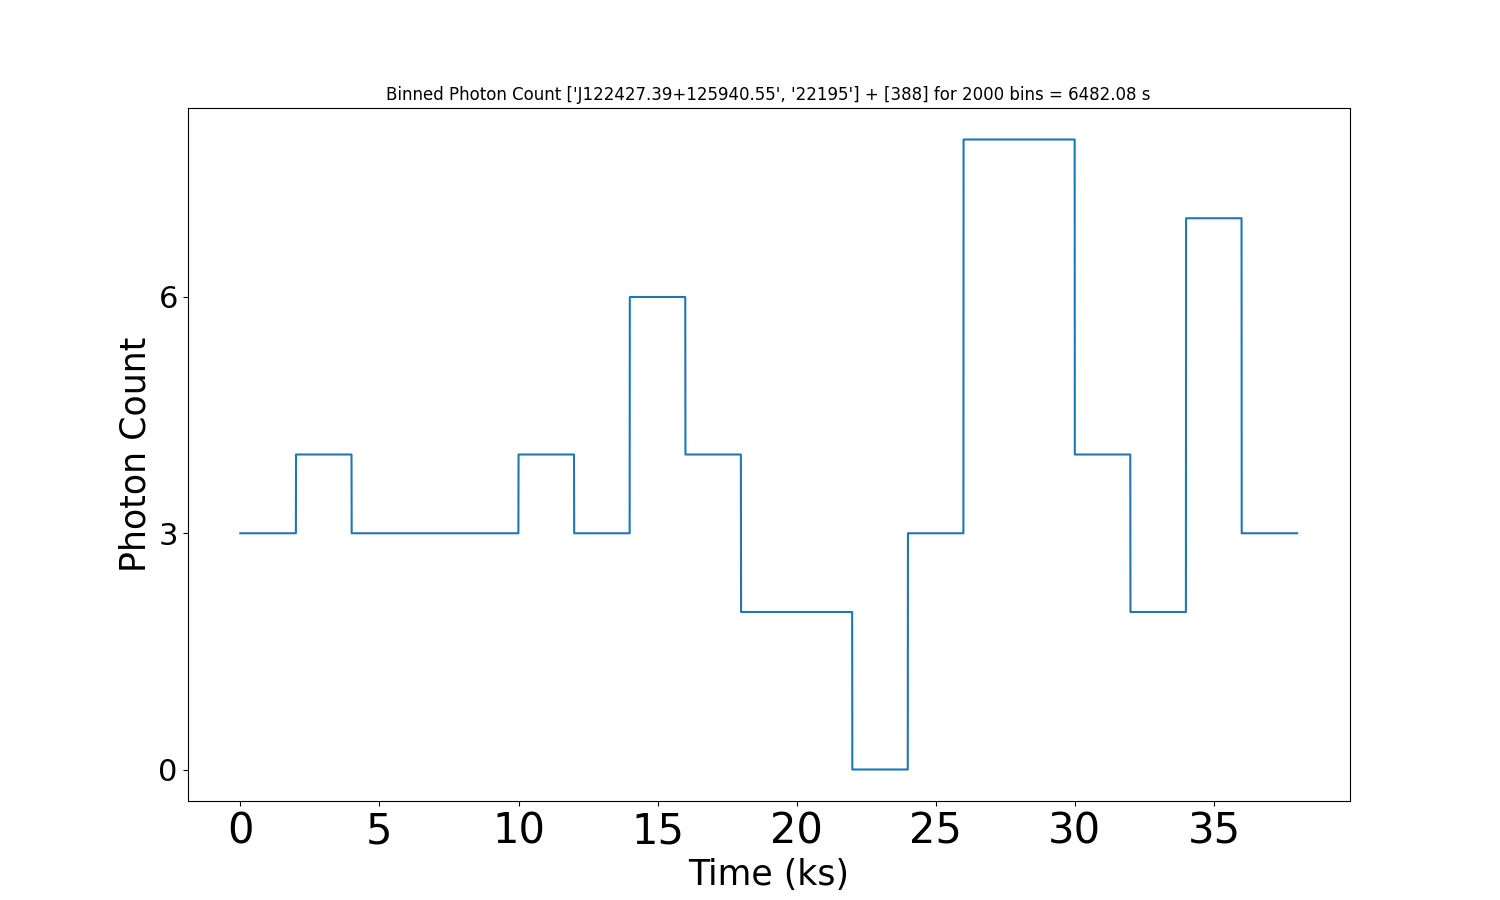 Binned Photon Count ['J122427.39+125940.55', '22195'] + [388] for 2000 bins = 6482.08 s
Photon Count
6
3
0
0 5 10 15 20 25 30 35
Time (ks)